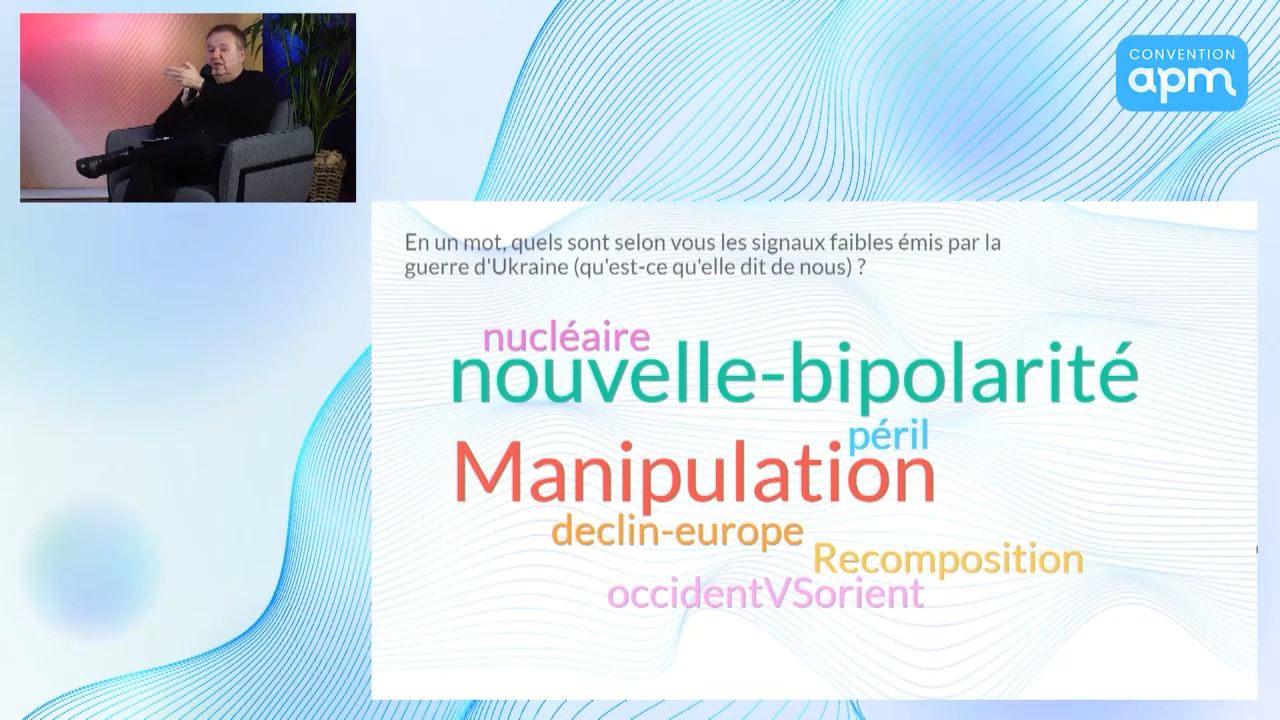 CONVENTION
apm
En un mot, quels sont selon vous les signaux faibles émis par la
guerre d'Ukraine (qu'est-ce qu'elle dit de nous) ?
nucléaire
nouvelle-bipolarité
péril
Manipulation
declin-europe
Recomposition
occidentVSorient